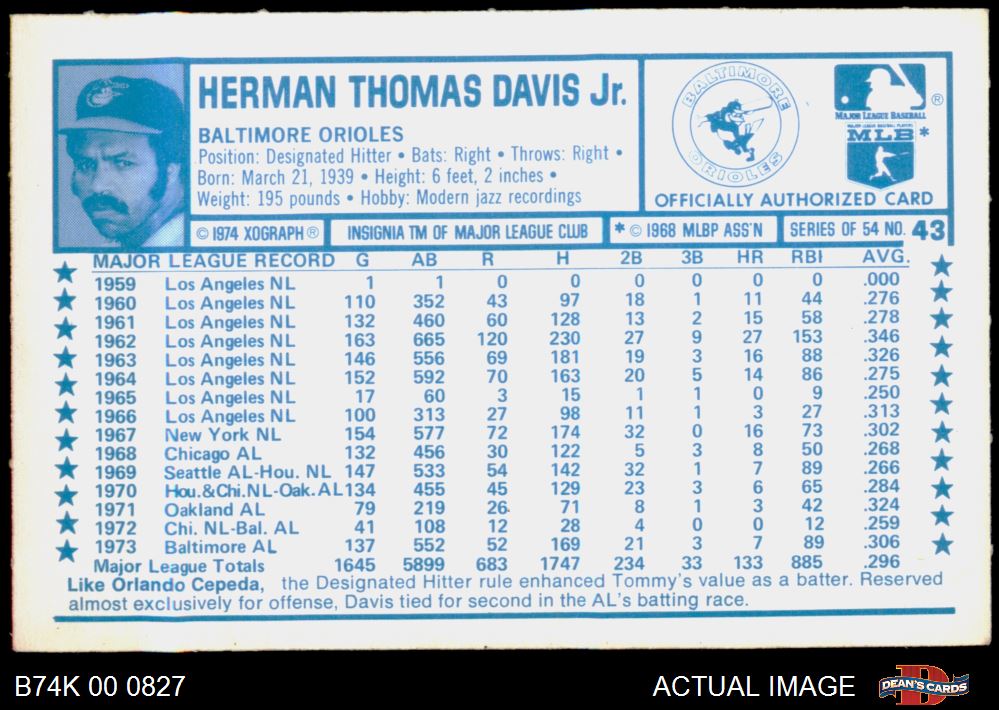 HERMAN THOMAS DAVIS Jr.
BALTIMORE ORIOLES
Position: Designated Hitter • Bats: Right • Throws: Right •
Born: March 21, 1939 • Height: 6 feet, 2 inches •
Weight: 195 pounds • Hobby: Modern jazz recordings
BALTIMORE
ORIOLES
®
MAJOR LEAGUE BASEBALL
MAJOR LEAGUE BASEBALL PLAYERS
MLB *
OFFICIALLY AUTHORIZED CARD
© 1974 XOGRAPH ® INSIGNIA TM OF MAJOR LEAGUE CLUB * © 1968 MLBP ASS'N SERIES OF 54 NO. 43
MAJOR LEAGUE RECORD G AB R H 2B 3B HR RBI AVG.
1959 Los Angeles NL 1 1 0 0 0 0 0 0 .000
1960 Los Angeles NL 110 352 43 97 18 1 11 44 .276
1961 Los Angeles NL 132 460 60 128 13 2 15 58 .278
1962 Los Angeles NL 163 665 120 230 27 9 27 153 .346
1963 Los Angeles NL 146 556 69 181 19 3 16 88 .326
1964 Los Angeles NL 152 592 70 163 20 5 14 86 .275
1965 Los Angeles NL 17 60 3 15 1 1 0 9 .250
1966 Los Angeles NL 100 313 27 98 11 1 3 27 .313
1967 New York NL 154 577 72 174 32 0 16 73 .302
1968 Chicago AL 132 456 30 122 5 3 8 50 .268
1969 Seattle AL-Hou. NL 147 533 54 142 32 1 7 89 .266
1970 Hou.&Chi.NL-Oak.AL 134 455 45 129 23 3 6 65 .284
1971 Oakland AL 79 219 26 71 8 1 3 42 .324
1972 Chi. NL-Bal. AL 41 108 12 28 4 0 0 12 .259
1973 Baltimore AL 137 552 52 169 21 3 7 89 .306
Major League Totals 1645 5899 683 1747 234 33 133 885 .296
Like Orlando Cepeda, the Designated Hitter rule enhanced Tommy's value as a batter. Reserved
almost exclusively for offense, Davis tied for second in the AL's batting race.
B74K 00 0827
ACTUAL IMAGE
D
DEAN'S CARDS